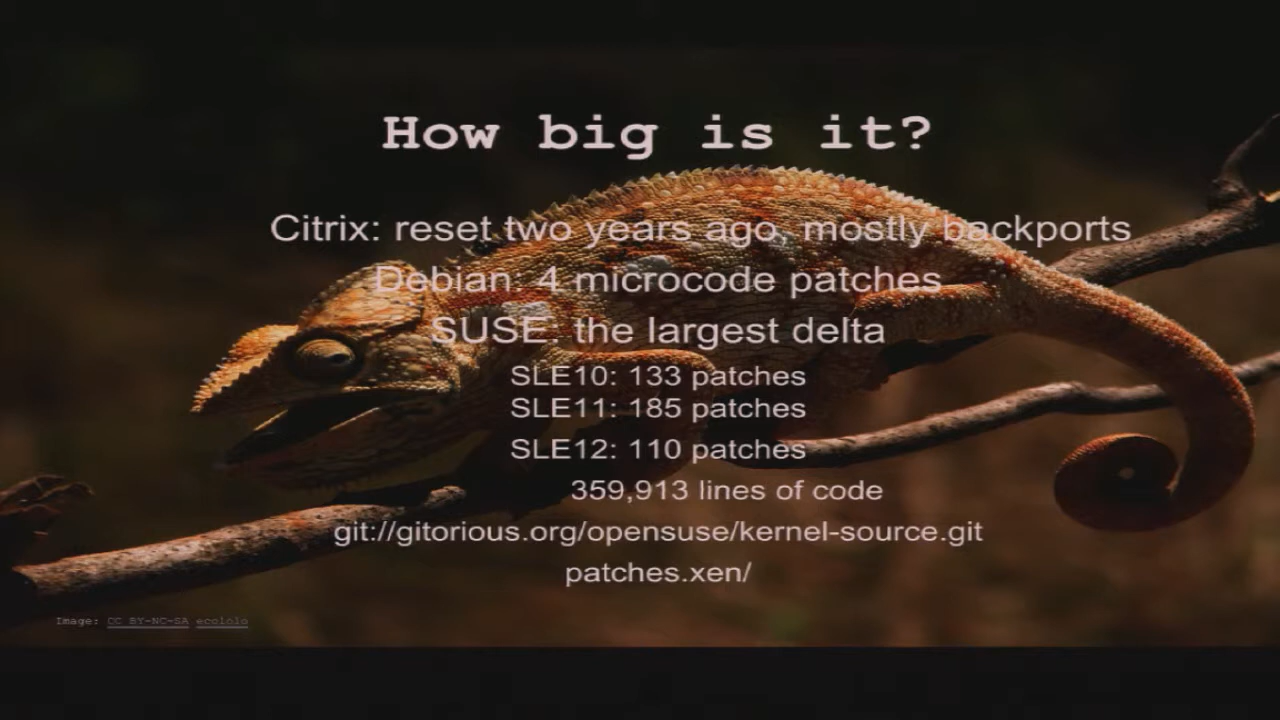 How big is it?
Citrix: reset two years ago, mostly backports
Debian: 4 microcode patches
SUSE: the largest delta
SLE10: 133 patches
SLE11: 185 patches
SLE12: 110 patches
359,913 lines of code
git://gitorious.org/opensuse/kernel-source.git
patches.xen/
Image: CC BY-NC-SA ecololo